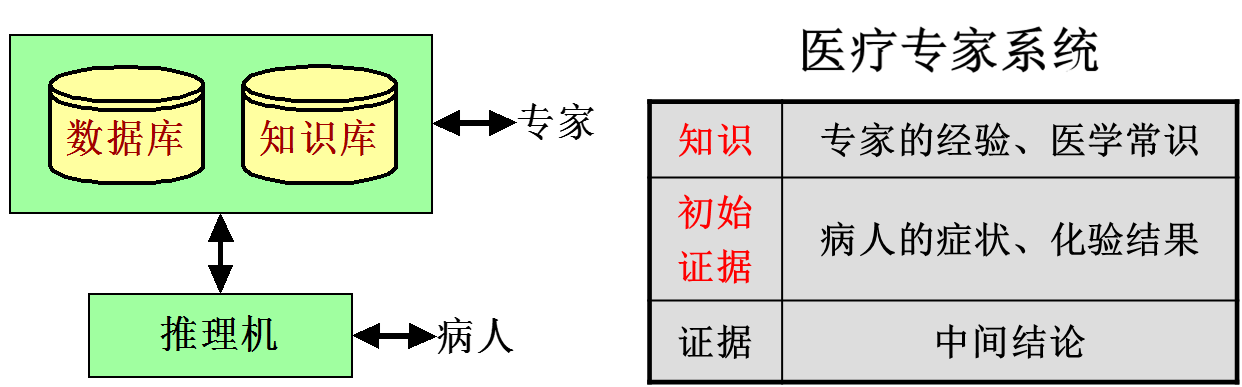 数据库
知识库
专家
推理机
病人
医疗专家系统
知识
专家的经验、医学常识
初始
证据
病人的症状、化验结果
证据
中间结论